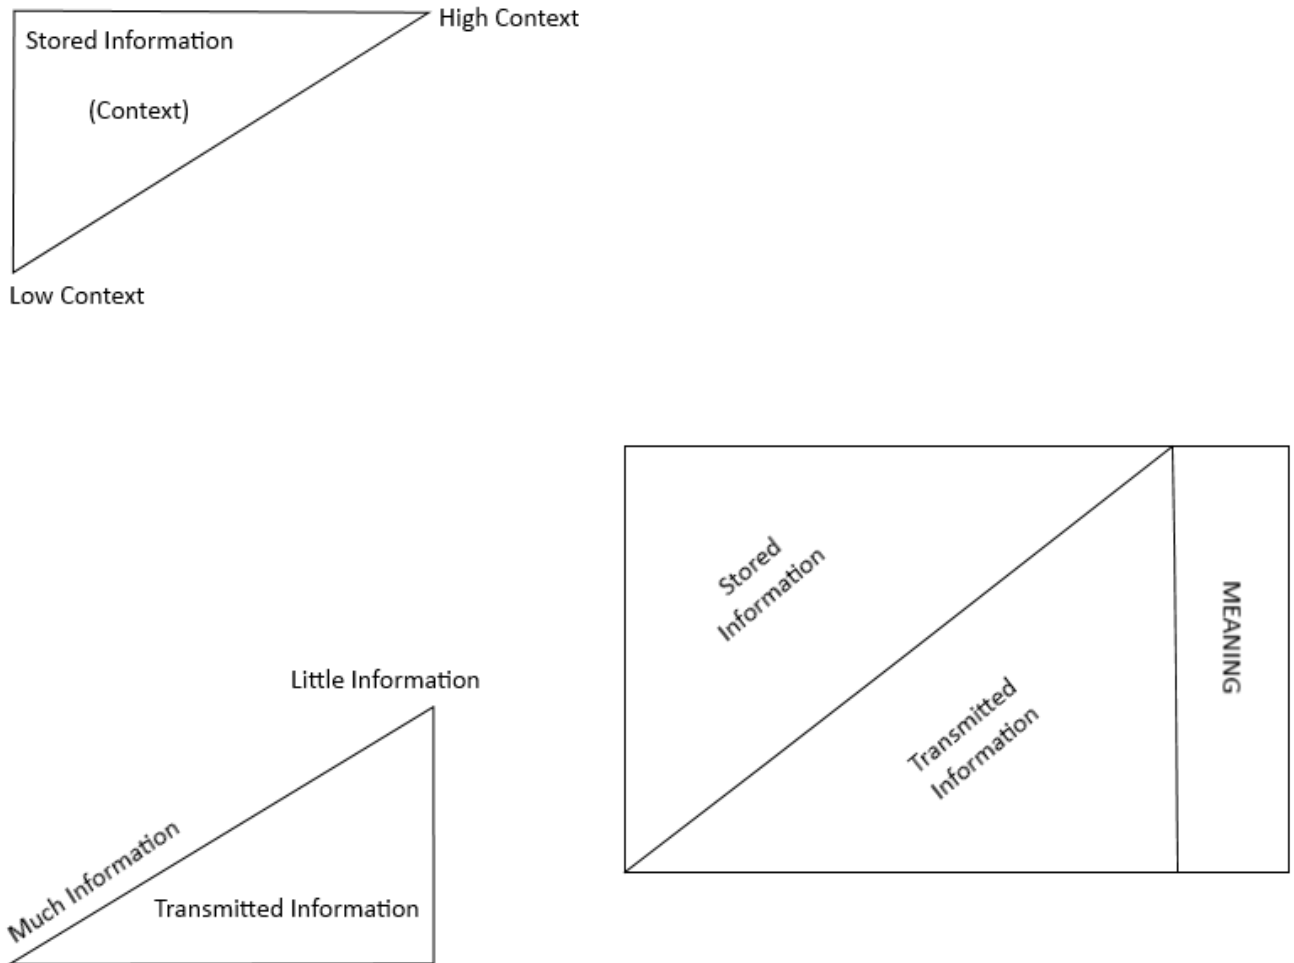 High Context
Stored Information
(Context)
Low Context
Little Information
Much Information
Transmitted Information
Stored
Information
Transmitted
Information
MEANING